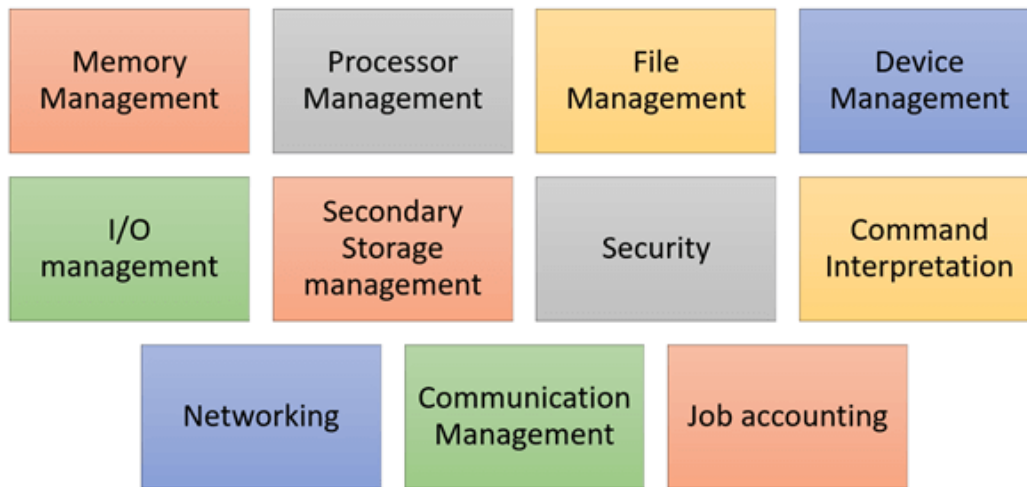 Memory
Management
Processor
Management
File
Management
Device
Management
I/O
management
Secondary
Storage
management
Security
Command
Interpretation
Networking
Communication
Management
Job accounting